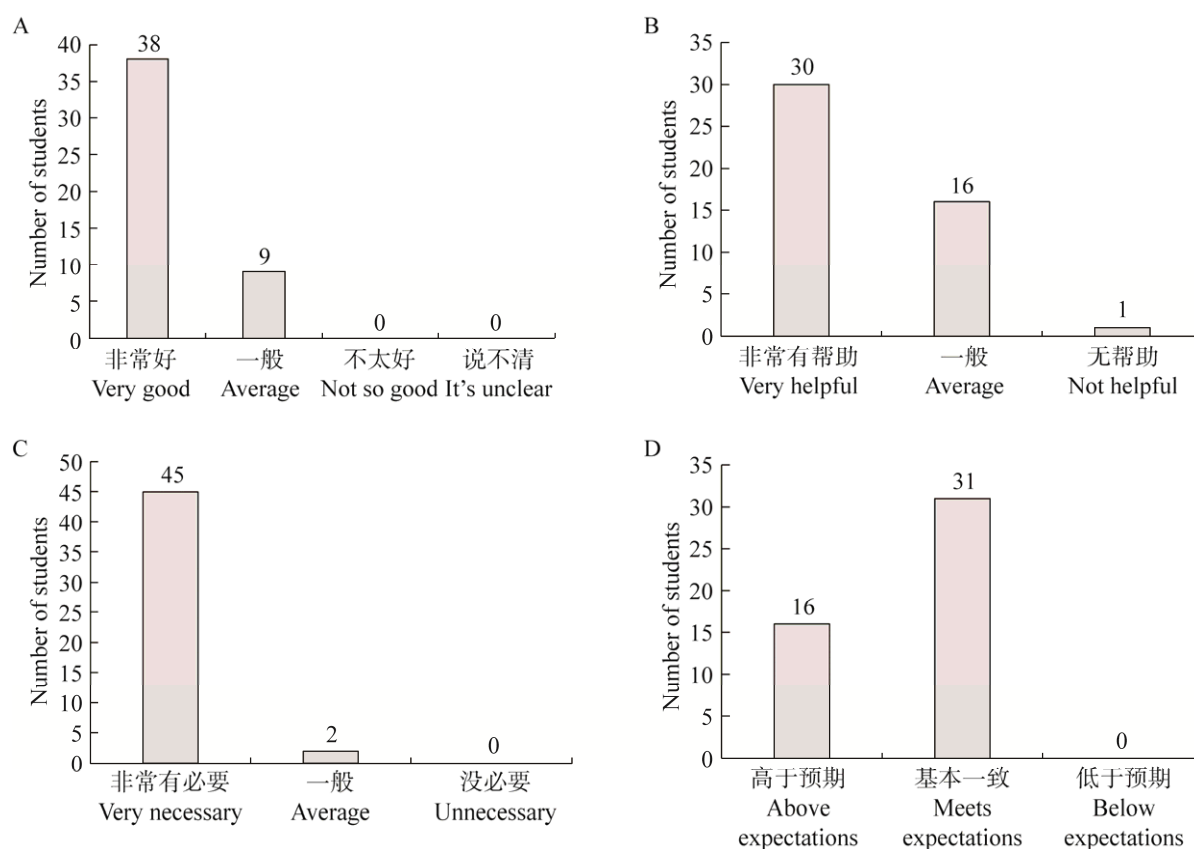 A
Number of students
40
35
30
25
20
15
10
5
0
38
9
0
0
非常好 一般 不太好 说不清
Very good Average Not so good It's unclear
B
Number of students
35
30
25
20
15
10
5
0
30
16
1
非常有帮助 一般 无帮助
Very helpful Average Not helpful
C
Number of students
50
45
40
35
30
25
20
15
10
5
0
45
2
0
非常有必要 一般 没必要
Very necessary Average Unnecessary
D
Number of students
35
30
25
20
15
10
5
0
16
31
0
高于预期 基本一致 低于预期
Above Meets Below
expectations expectations expectations